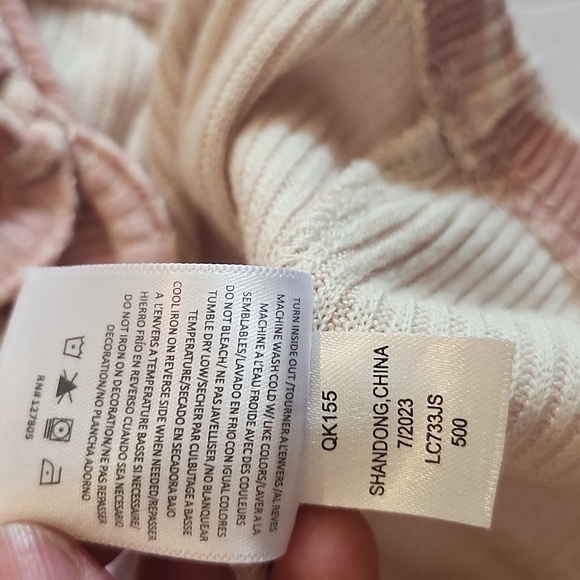 TURN INSIDE OUT /TOURNER A L'ENVERS /AL REVES
MACHINE WASH COLD W/ LIKE COLORS/LAVER A LA
MACHINE A L'EAU FROIDE AVEC DES COULEURS
SEMBLABLES/LAVADO EN FRIO CON IGUAL COLORES
DO NOT BLEACH/ NE PAS JAVELLISER /NO BLANQUEAR
TUMBLE DRY LOW/SECHER PAR CULBUTAGE A BASSE
TEMPERATURE/SECADO EN SECADORA BAJO
COOL IRON ON REVERSE SIDE WHEN NEEDED/REPASSER
A L'ENVERS A TEMPERATURE BASSE SI NECESSAIRE/
HIERRO FRÍO EN REVERSO CUANDO SEA NECESARIO
DO NOT IRON ON DECORATION/NE PAS REPASSER
DECORATION/NO PLANCHA ADORNO
RN# 127805
QK155
SHANDONG,CHINA
7/2023
LC733JS
500